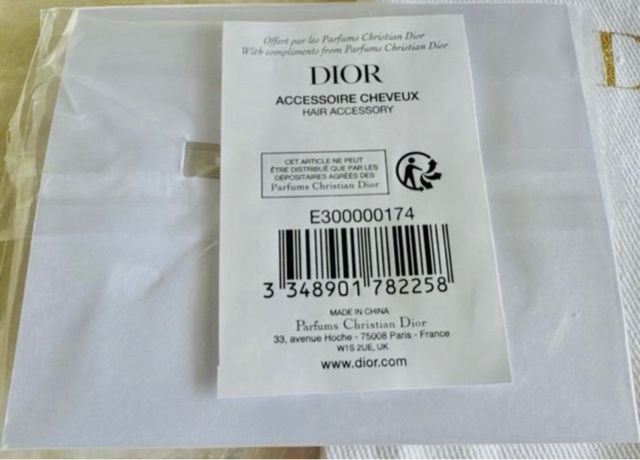 Offert par les Parfums Christian Dior
With compliments from Parfums Christian Dior
DIOR
ACCESSOIRE CHEVEUX
HAIR ACCESSORY
CET ARTICLE NE PEUT
ÊTRE DISTRIBUÉ QUE PAR LES
DÉPOSITAIRES AGRÉÉS DES
Parfums Christian Dior
E300000174
3 348901 782258
MADE IN CHINA
Parfums Christian Dior
33, avenue Hoche - 75008 Paris - France
W1S 2UE, UK
www.dior.com